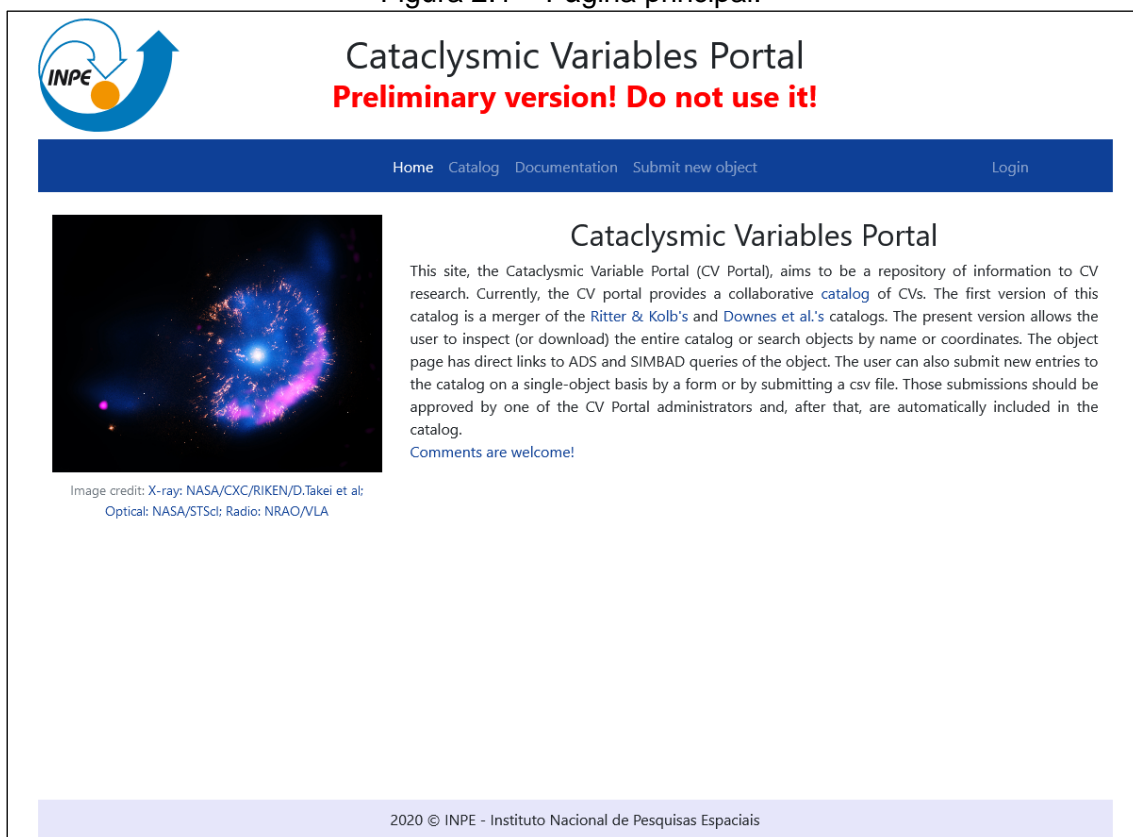 INPE
Cataclysmic Variables Portal
Preliminary version! Do not use it!
Home Catalog Documentation Submit new object Login
Cataclysmic Variables Portal
This site, the Cataclysmic Variable Portal (CV Portal), aims to be a repository of information to CV
research. Currently, the CV portal provides a collaborative catalog of CVs. The first version of this
catalog is a merger of the Ritter & Kolb's and Downes et al.'s catalogs. The present version allows the
user to inspect (or download) the entire catalog or search objects by name or coordinates. The object
page has direct links to ADS and SIMBAD queries of the object. The user can also submit new entries to
the catalog on a single-object basis by a form or by submitting a csv file. Those submissions should be
approved by one of the CV Portal administrators and, after that, are automatically included in the
catalog.
Comments are welcome!
Image credit: X-ray: NASA/CXC/RIKEN/D.Takei et al;
Optical: NASA/STScl; Radio: NRAO/VLA
2020 © INPE - Instituto Nacional de Pesquisas Espaciais